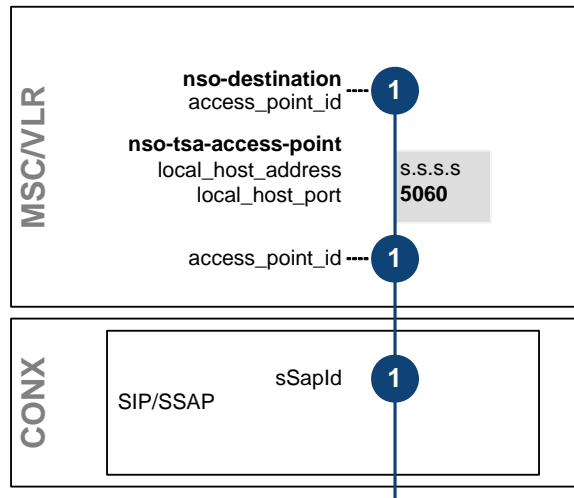 MSC/VLR
nso-destination
access_point_id
1
nso-tsa-access-point
local_host_address s.s.s.s
local_host_port 5060
access_point_id
1
CONX
sSapId
1
SIP/SSAP